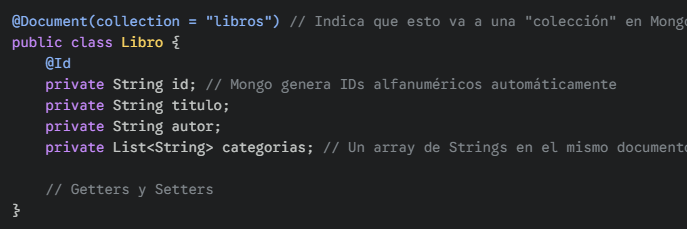 @Document(collection = "libros") // Indica que esto va a una "colección" en Mong
public class Libro {
@Id
private String id; // Mongo genera IDs alfanuméricos automáticamente
private String titulo;
private String autor;
private List<String> categorias; // Un array de Strings en el mismo document
// Getters y Setters
}